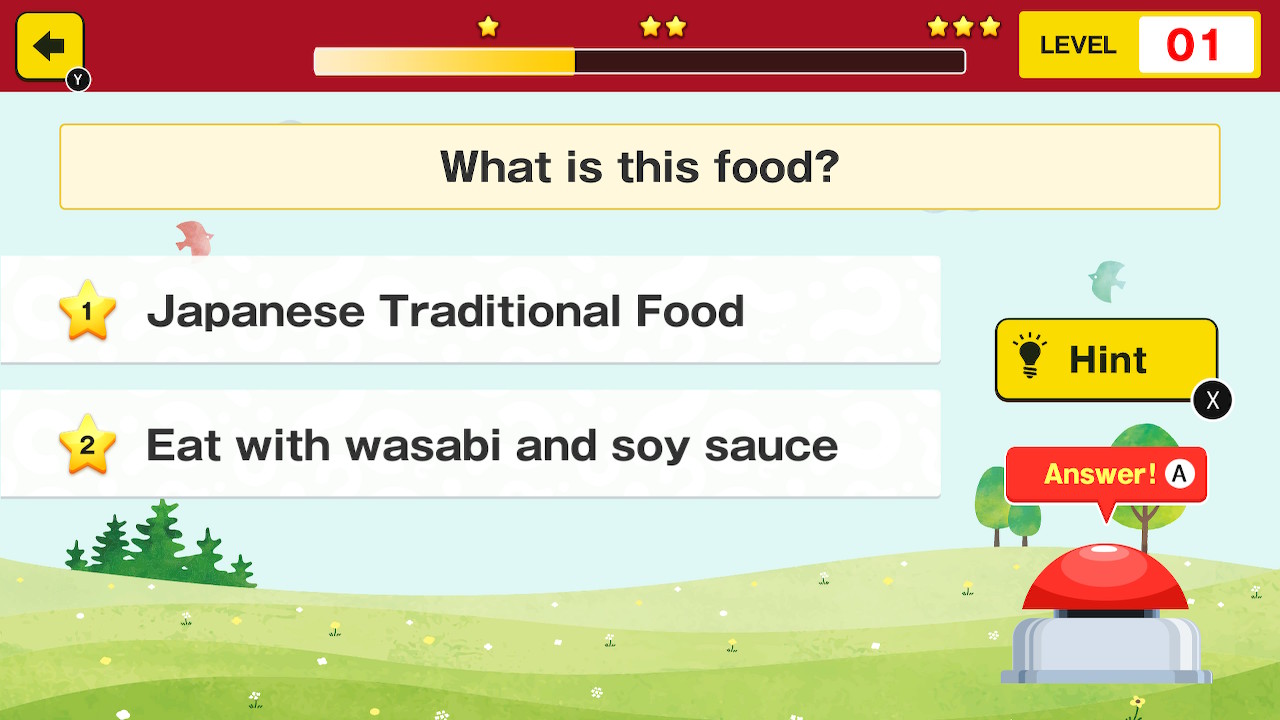 Y
LEVEL 01
What is this food?
1 Japanese Traditional Food
Hint
X
2 Eat with wasabi and soy sauce
Answer! A